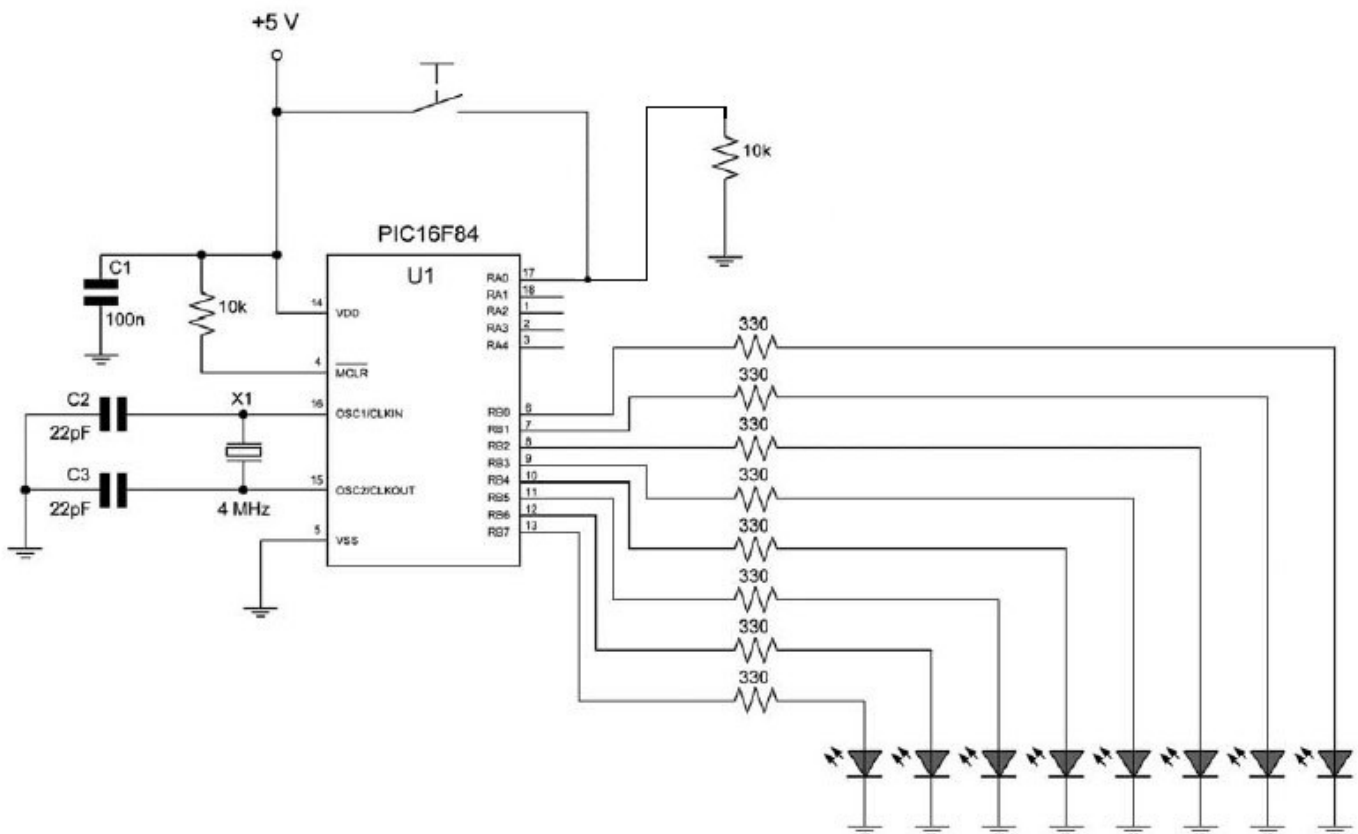 +5 V
10k
PIC16F84
U1
C1
100n
10k
14
VDD
4
MCLR
C2
22pF
X1
16
OSC1/CLKIN
C3
22pF
4 MHz
15
OSC2/CLKOUT
5
VSS
RA0 17
RA1 18
RA2 1
RA3 2
RA4 3
RB0 6
RB1 7
RB2 8
RB3 9
RB4 10
RB5 11
RB6 12
RB7 13
330
330
330
330
330
330
330
330